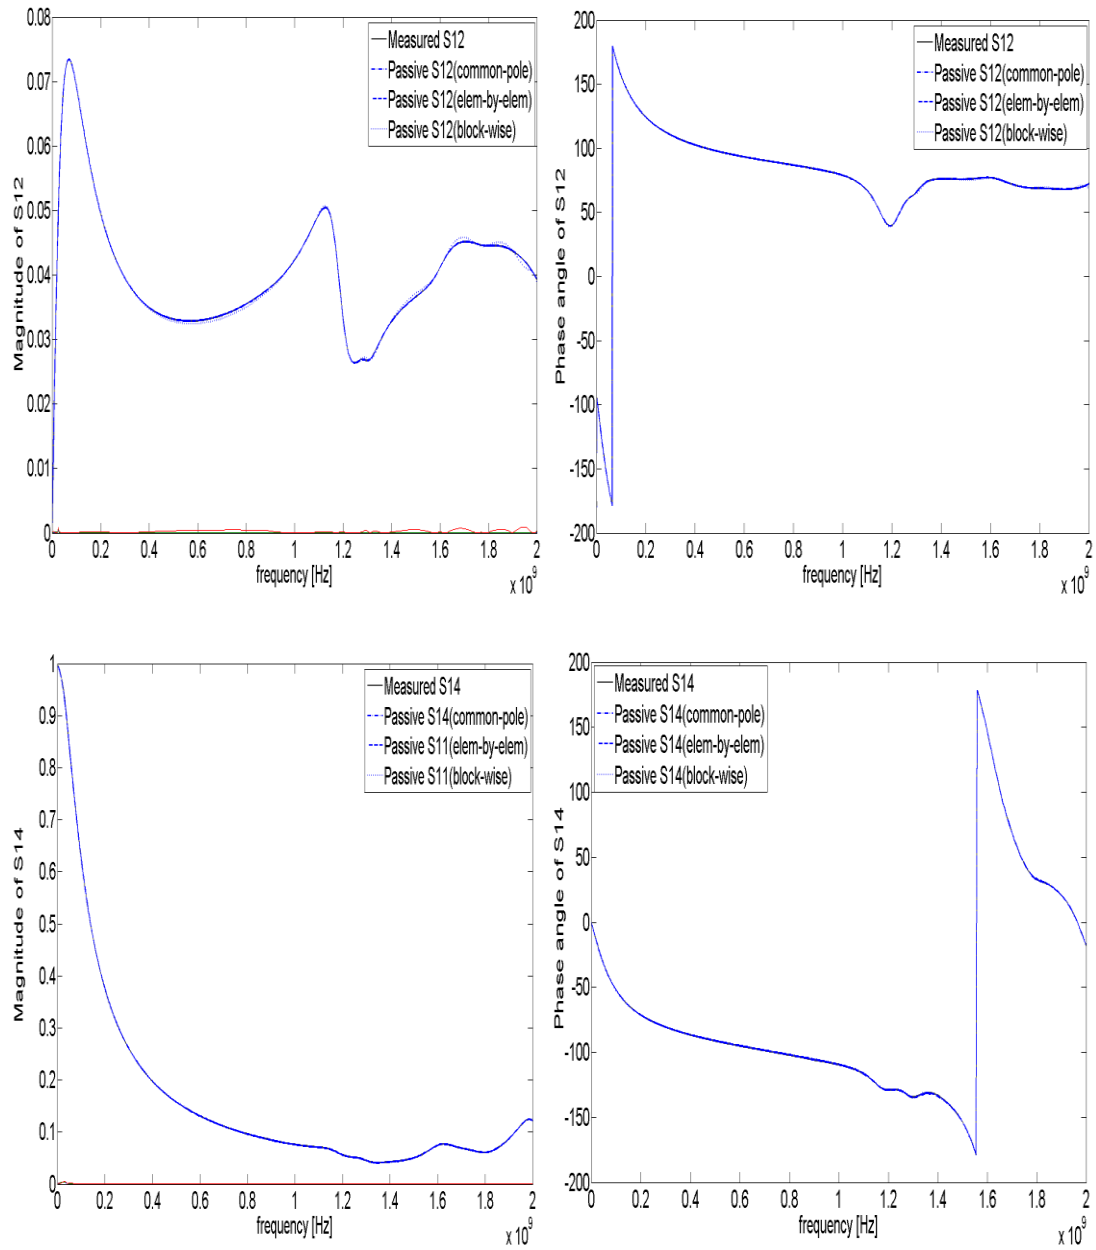 0.08
0.07
0.06
0.05
0.04
0.03
0.02
0.01
0
Magnitude of S12
Measured S12
Passive S12(common-pole)
Passive S12(elem-by-elem)
Passive S12(block-wise)
0 0.2 0.4 0.6 0.8 1 1.2 1.4 1.6 1.8 2
frequency [Hz]
x 10^9
200
150
100
50
0
-50
-100
-150
-200
Phase angle of S12
Measured S12
Passive S12(common-pole)
Passive S12(elem-by-elem)
Passive S12(block-wise)
0 0.2 0.4 0.6 0.8 1 1.2 1.4 1.6 1.8 2
frequency [Hz]
x 10^9
1
0.9
0.8
0.7
0.6
0.5
0.4
0.3
0.2
0.1
0
Magnitude of S14
Measured S14
Passive S14(common-pole)
Passive S11(elem-by-elem)
Passive S11(block-wise)
0 0.2 0.4 0.6 0.8 1 1.2 1.4 1.6 1.8 2
frequency [Hz]
x 10^9
200
150
100
50
0
-50
-100
-150
-200
Phase angle of S14
Measured S14
Passive S14(common-pole)
Passive S14(elem-by-elem)
Passive S14(block-wise)
0 0.2 0.4 0.6 0.8 1 1.2 1.4 1.6 1.8 2
frequency [Hz]
x 10^9